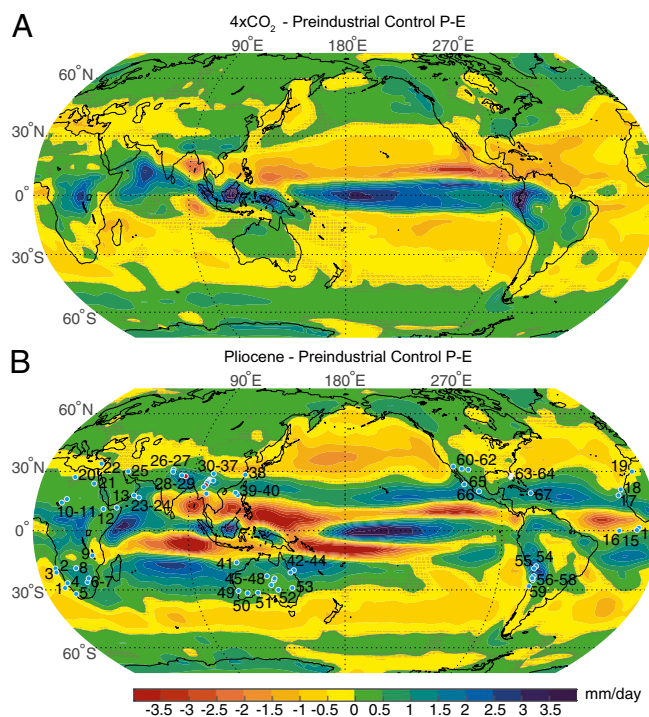 A
4xCO₂ - Preindustrial Control P-E
90°E 180°E 270°E
60°N
30°N
0°
30°S
60°S
B
Pliocene - Preindustrial Control P-E
90°E 180°E 270°E
60°N
30°N
0°
30°S
60°S
22 25 26-27 30-37 38 60-62 63-64 19
20 21 28-29 39-40 65 66 67 18 17
10-11 13 23-24
12 16 15 1
9 41 42-44 55 54
3 2 8 45-48 56-58
1 4 6-7 49 53 59
5 50 51 52
mm/day
-3.5 -3 -2.5 -2 -1.5 -1 -0.5 0 0.5 1 1.5 2 2.5 3 3.5